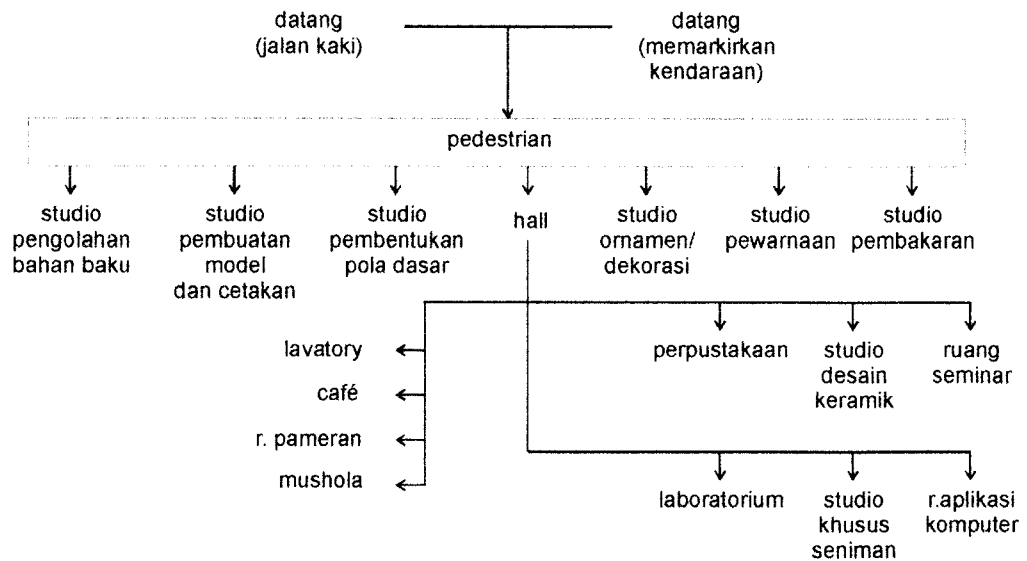 datang
(jalan kaki)
datang
(memarkirkan
kendaraan)
pedestrian
studio
pengolahan
bahan baku
studio
pembuatan
model
dan cetakan
studio
pembentukan
pola dasar
hall
studio
ornamen/
dekorasi
studio
pewarnaan
studio
pembakaran
lavatory
café
r. pameran
mushola
perpustakaan
studio
desain
keramik
ruang
seminar
laboratorium
studio
khusus
seniman
r.aplikasi
komputer